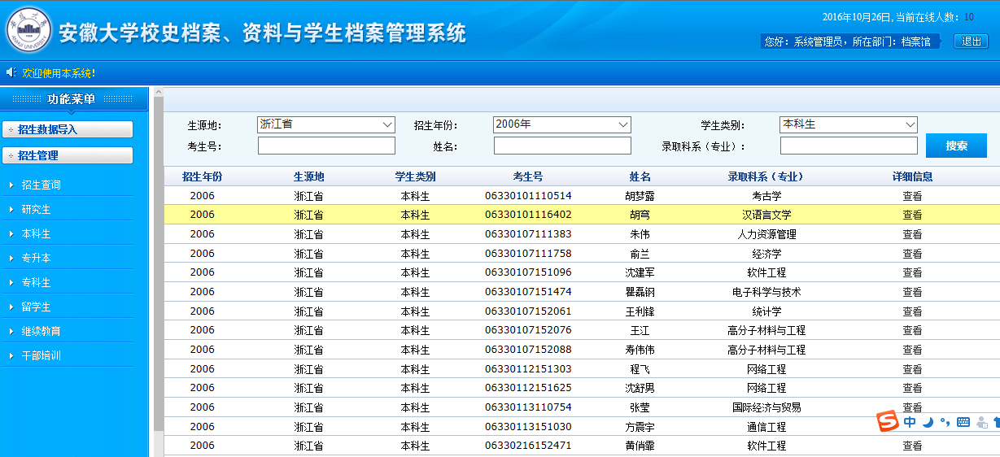 安徽大学校史档案、资料与学生档案管理系统
2016年10月26日,当前在线人数：10
您好：系统管理员，所在部门：档案馆
退出
欢迎使用本系统!
功能菜单
招生数据导入
招生管理
招生查询
研究生
本科生
专升本
专科生
留学生
继续教育
干部培训
生源地： 浙江省 招生年份： 2006年 学生类别： 本科生
考生号： 姓名： 录取科系（专业）： 搜索
招生年份 生源地 学生类别 考生号 姓名 录取科系（专业） 详细信息
2006 浙江省 本科生 06330101110514 胡梦露 考古学 查看
2006 浙江省 本科生 06330101116402 胡骞 汉语言文学 查看
2006 浙江省 本科生 06330107111383 朱伟 人力资源管理 查看
2006 浙江省 本科生 06330107111758 俞兰 经济学 查看
2006 浙江省 本科生 06330107151096 沈建军 软件工程 查看
2006 浙江省 本科生 06330107151474 瞿磊钢 电子科学与技术 查看
2006 浙江省 本科生 06330107152061 王利锋 统计学 查看
2006 浙江省 本科生 06330107152076 王江 高分子材料与工程 查看
2006 浙江省 本科生 06330107152088 寿伟伟 高分子材料与工程 查看
2006 浙江省 本科生 06330112151303 程飞 网络工程 查看
2006 浙江省 本科生 06330112151625 沈舒男 网络工程 查看
2006 浙江省 本科生 06330113110754 张莹 国际经济与贸易 查看
2006 浙江省 本科生 06330113151030 方震宇 通信工程
2006 浙江省 本科生 06330216152471 黄俏霏 软件工程 查看
中